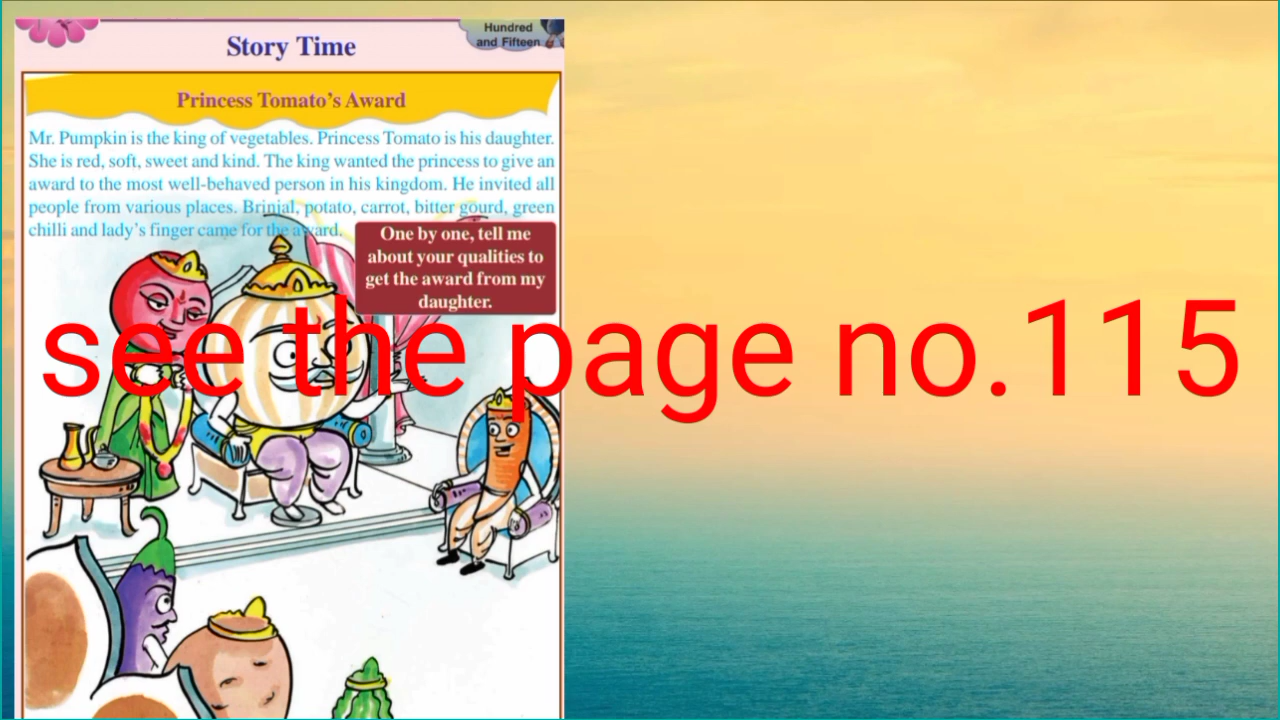 Hundred
and Fifteen
Story Time
Princess Tomato's Award
Mr. Pumpkin is the king of vegetables. Princess Tomato is his daughter.
She is red, soft, sweet and kind. The king wanted the princess to give an
award to the most well-behaved person in his kingdom. He invited all
people from various places. Brinjal, potato, carrot, bitter gourd, green
chilli and lady's finger came for the award.
One by one, tell me
about your qualities to
get the award from my
daughter.
see the page no.115